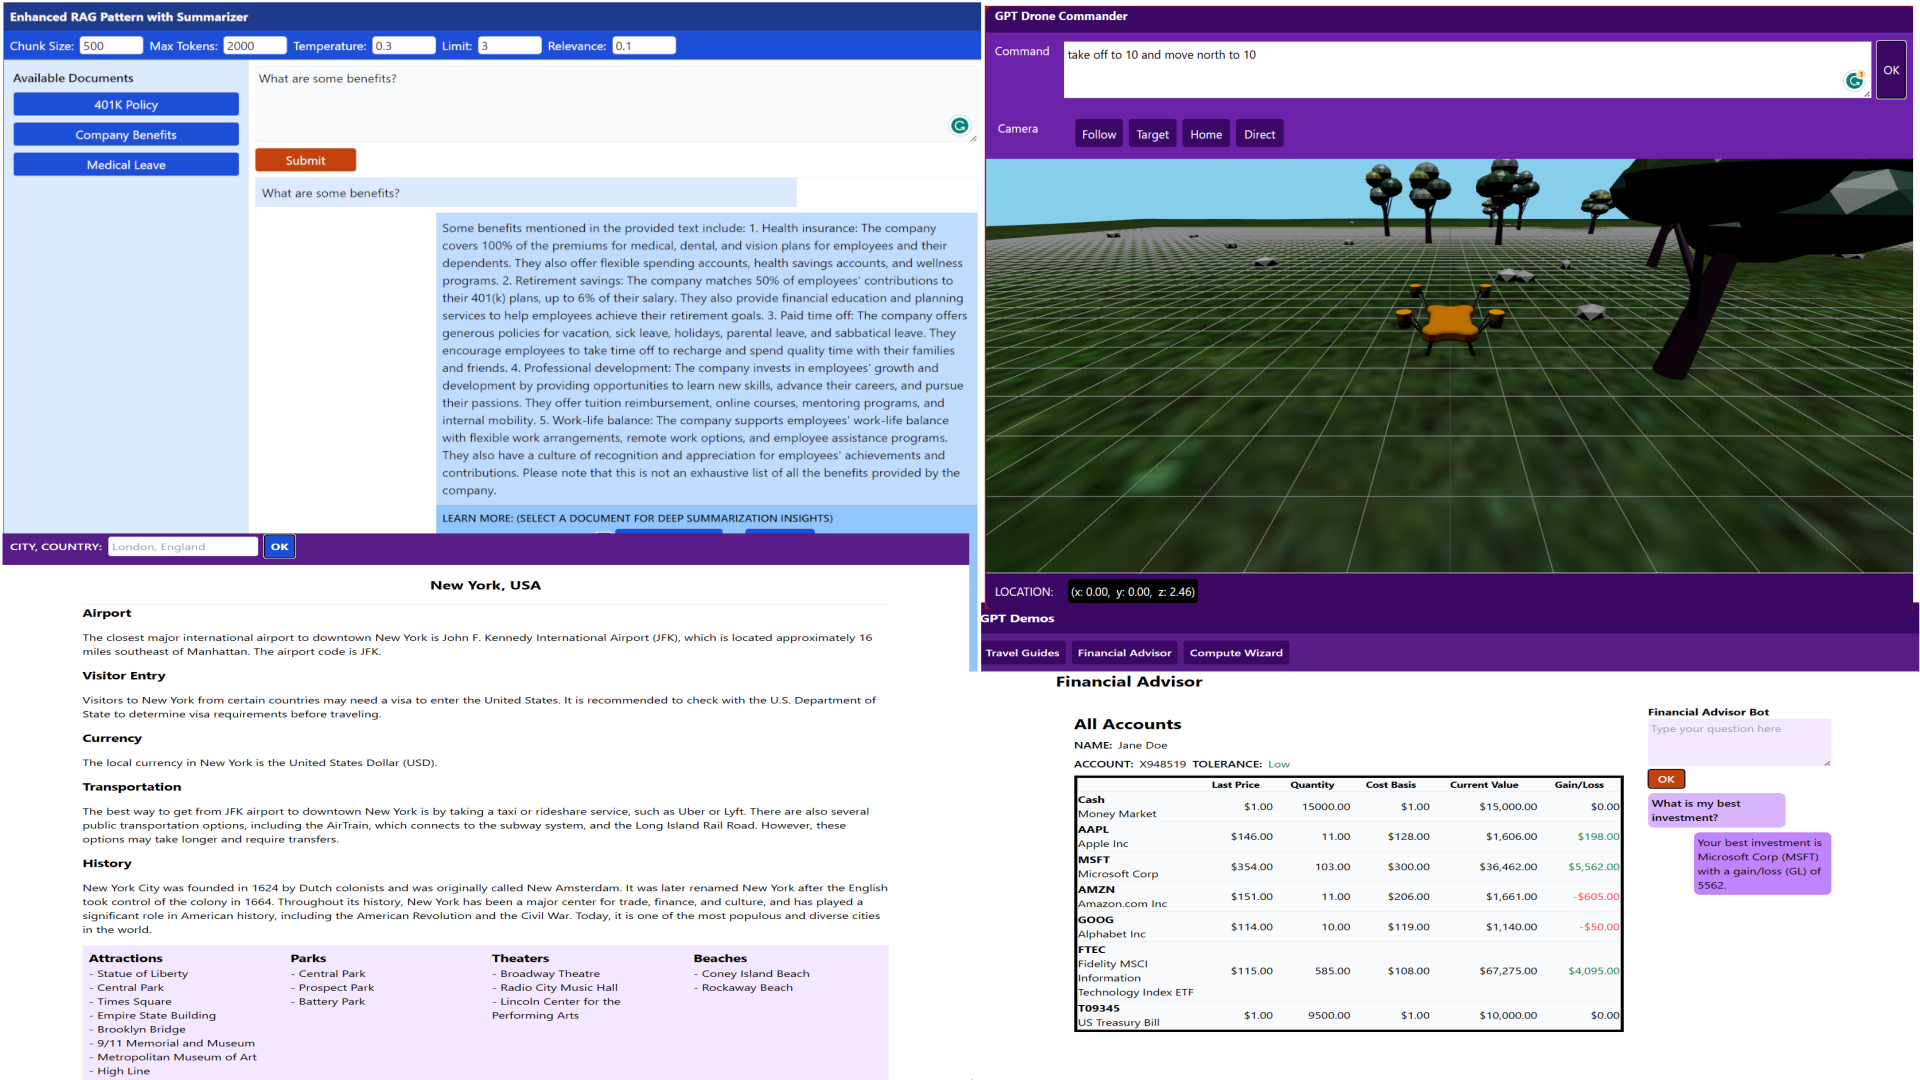 Enhanced RAG Pattern with Summarizer
Chunk Size: 500 Max Tokens: 2000 Temperature: 0.3 Limit: 3 Relevance: 0.1
Available Documents
401K Policy
Company Benefits
Medical Leave
What are some benefits?
Submit
What are some benefits?
Some benefits mentioned in the provided text include: 1. Health insurance: The company
covers 100% of the premiums for medical, dental, and vision plans for employees and their
dependents. They also offer flexible spending accounts, health savings accounts, and wellness
programs. 2. Retirement savings: The company matches 50% of employees' contributions to
their 401(k) plans, up to 6% of their salary. They also provide financial education and planning
services to help employees achieve their retirement goals. 3. Paid time off: The company offers
generous policies for vacation, sick leave, holidays, parental leave, and sabbatical leave. They
encourage employees to take time off to recharge and spend quality time with their families
and friends. 4. Professional development: The company invests in employees' growth and
development by providing opportunities to learn new skills, advance their careers, and pursue
their passions. They offer tuition reimbursement, online courses, mentoring programs, and
internal mobility. 5. Work-life balance: The company supports employees' work-life balance
with flexible work arrangements, remote work options, and employee assistance programs.
They also have a culture of recognition and appreciation for employees' achievements and
contributions. Please note that this is not an exhaustive list of all the benefits provided by the
company.
LEARN MORE: (SELECT A DOCUMENT FOR DEEP SUMMARIZATION INSIGHTS)
GPT Drone Commander
Command
take off to 10 and move north to 10
1
OK
Camera
Follow Target Home Direct
LOCATION: (x: 0.00, y: 0.00, z: 2.46)
CITY, COUNTRY: London, England OK
New York, USA
Airport
The closest major international airport to downtown New York is John F. Kennedy International Airport (JFK), which is located approximately 16
miles southeast of Manhattan. The airport code is JFK.
Visitor Entry
Visitors to New York from certain countries may need a visa to enter the United States. It is recommended to check with the U.S. Department of
State to determine visa requirements before traveling.
Currency
The local currency in New York is the United States Dollar (USD).
Transportation
The best way to get from JFK airport to downtown New York is by taking a taxi or rideshare service, such as Uber or Lyft. There are also several
public transportation options, including the AirTrain, which connects to the subway system, and the Long Island Rail Road. However, these
options may take longer and require transfers.
History
New York City was founded in 1624 by Dutch colonists and was originally called New Amsterdam. It was later renamed New York after the English
took control of the colony in 1664. Throughout its history, New York has been a major center for trade, finance, and culture, and has played a
significant role in American history, including the American Revolution and the Civil War. Today, it is one of the most populous and diverse cities
in the world.
Attractions
- Statue of Liberty
- Central Park
- Times Square
- Empire State Building
- Brooklyn Bridge
- 9/11 Memorial and Museum
- Metropolitan Museum of Art
- High Line
Parks
- Central Park
- Prospect Park
- Battery Park
Theaters
- Broadway Theatre
- Radio City Music Hall
- Lincoln Center for the
Performing Arts
Beaches
- Coney Island Beach
- Rockaway Beach
GPT Demos
Travel Guides Financial Advisor Compute Wizard
Financial Advisor
All Accounts
NAME: Jane Doe
ACCOUNT: X948519 TOLERANCE: Low
Last Price Quantity Cost Basis Current Value Gain/Loss
Cash
Money Market $1.00 15000.00 $1.00 $15,000.00 $0.00
AAPL
Apple Inc $146.00 11.00 $128.00 $1,606.00 $198.00
MSFT
Microsoft Corp $354.00 103.00 $300.00 $36,462.00 $5,562.00
AMZN
Amazon.com Inc $151.00 11.00 $206.00 $1,661.00 -$605.00
GOOG
Alphabet Inc $114.00 10.00 $119.00 $1,140.00 -$50.00
FTEC
Fidelity MSCI
Information $115.00 585.00 $108.00 $67,275.00 $4,095.00
Technology Index ETF
T09345
US Treasury Bill $1.00 9500.00 $1.00 $10,000.00 $0.00
Financial Advisor Bot
Type your question here
OK
What is my best
investment?
Your best investment is
Microsoft Corp (MSFT)
with a gain/loss (GL) of
5562.